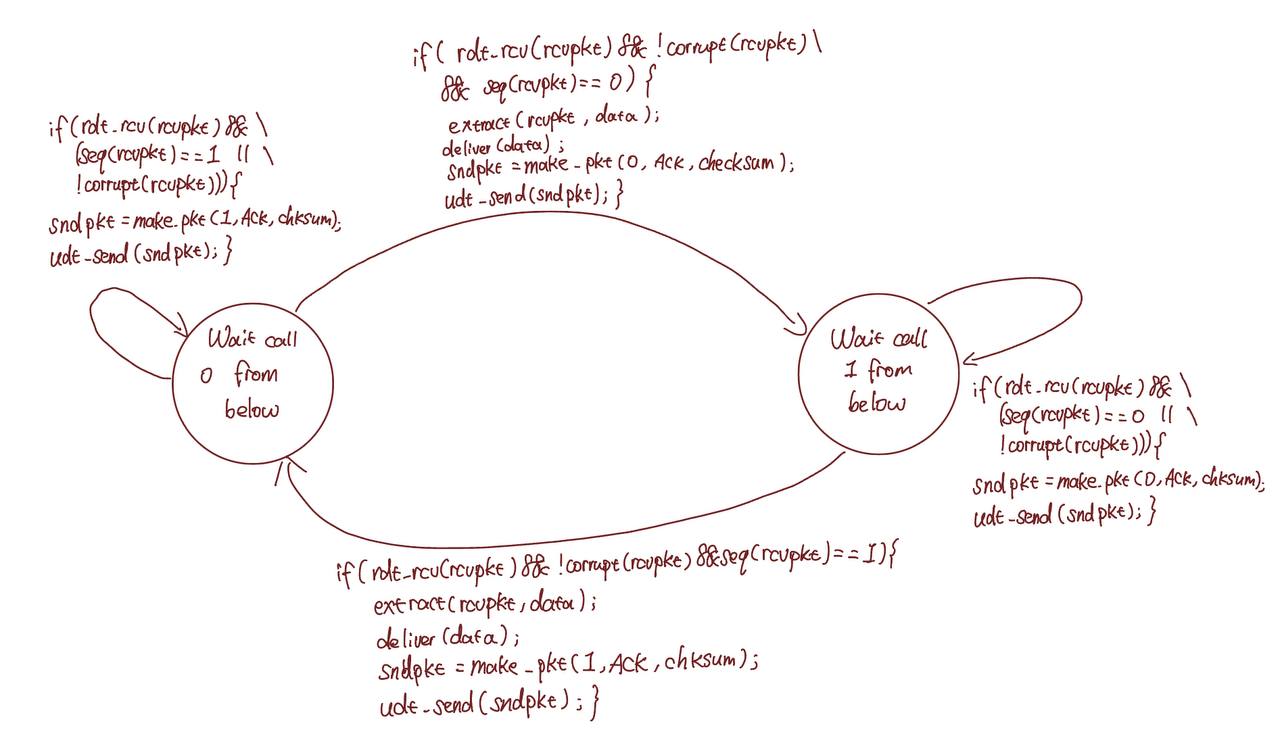 if( rdt-rcv(rcvpkt) && !corrupt(rcvpkt) \
&& seq(rcvpkt)== 0) {
extract(rcvpkt, data);
deliver(data);
sndpkt = make-pkt(0, Ack, checksum);
udt-send(sndpkt); }
if(rdt-rcv(rcvpkt) && \
(seq(rcvpkt)==1 || \
!corrupt(rcvpkt))){
sndpkt = make-pkt(1, Ack, chksum);
udt-send(sndpkt); }
Wait call
0 from
below
Wait call
1 from
below
if(rdt-rcv(rcvpkt) && \
(seq(rcvpkt)==0 || \
!corrupt(rcvpkt))){
sndpkt = make-pkt(0, Ack, chksum);
udt-send(sndpkt); }
if(rdt-rcv(rcvpkt) && !corrupt(rcvpkt) && seq(rcvpkt)==1){
extract(rcvpkt, data);
deliver(data);
sndpkt = make-pkt(1, ACK, chksum);
udt-send(sndpkt); }